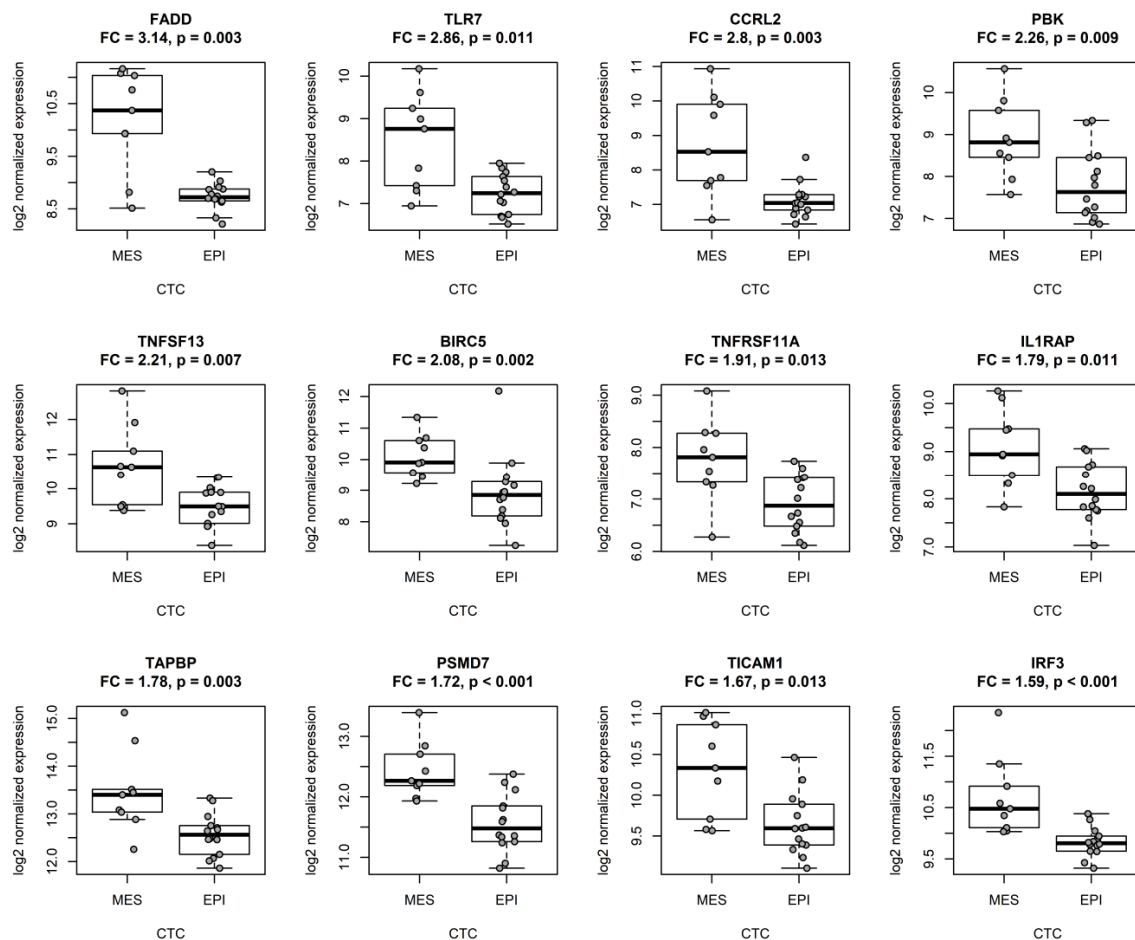 FADD
FC = 3.14, p = 0.003
log2 normalized expression
10.5
9.5
8.5
MES
EPI
CTC
TLR7
FC = 2.86, p = 0.011
log2 normalized expression
10
9
8
7
MES
EPI
CTC
CCRL2
FC = 2.8, p = 0.003
log2 normalized expression
11
10
9
8
7
MES
EPI
CTC
PBK
FC = 2.26, p = 0.009
log2 normalized expression
10
9
8
7
MES
EPI
CTC
TNFSF13
FC = 2.21, p = 0.007
log2 normalized expression
12
11
10
9
MES
EPI
CTC
BIRC5
FC = 2.08, p = 0.002
log2 normalized expression
12
11
10
9
8
MES
EPI
CTC
TNFRSF11A
FC = 1.91, p = 0.013
log2 normalized expression
9.0
8.0
7.0
6.0
MES
EPI
CTC
IL1RAP
FC = 1.79, p = 0.011
log2 normalized expression
10.0
9.0
8.0
7.0
MES
EPI
CTC
TAPBP
FC = 1.78, p = 0.003
log2 normalized expression
15.0
14.0
13.0
12.0
MES
EPI
CTC
PSMD7
FC = 1.72, p < 0.001
log2 normalized expression
13.0
12.0
11.0
MES
EPI
CTC
TICAM1
FC = 1.67, p = 0.013
log2 normalized expression
11.0
10.5
10.0
9.5
MES
EPI
CTC
IRF3
FC = 1.59, p < 0.001
log2 normalized expression
11.5
10.5
9.5
MES
EPI
CTC